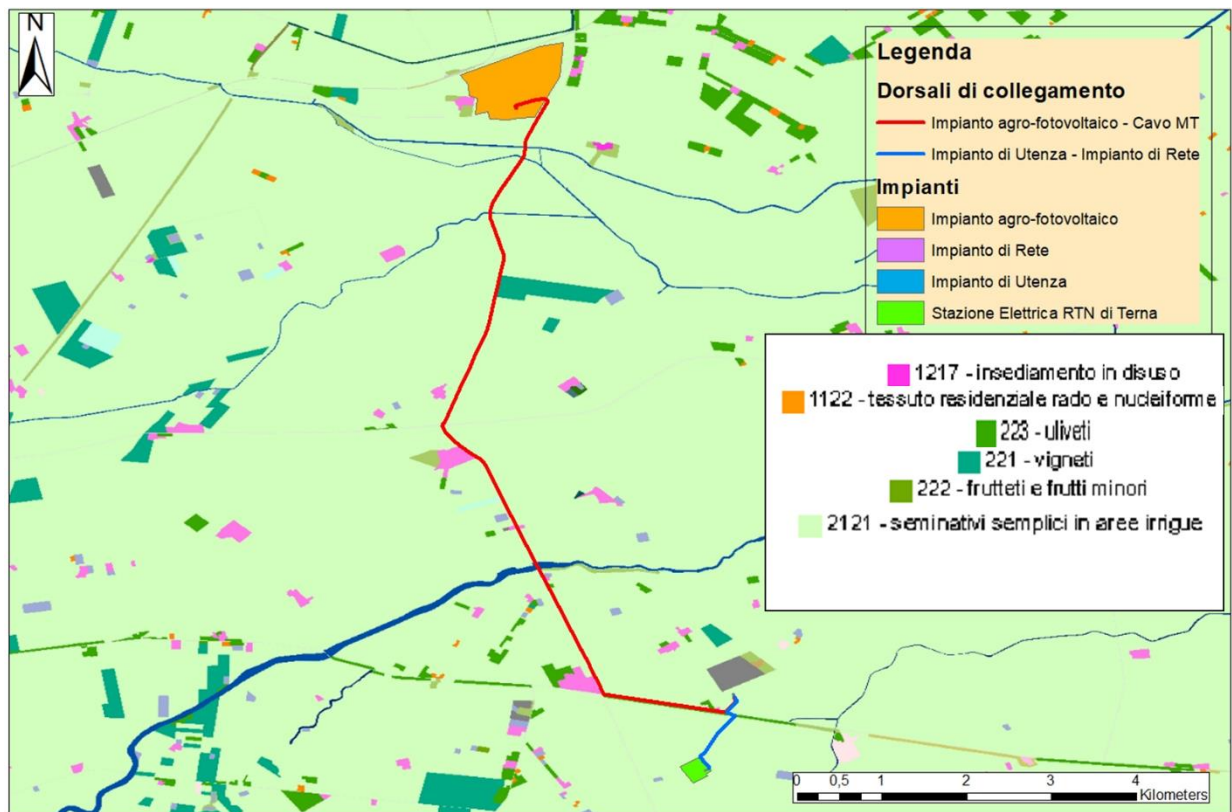 N
Legenda
Dorsali di collegamento
Impianto agro-fotovoltaico - Cavo MT
Impianto di Utenza - Impianto di Rete
Impianti
Impianto agro-fotovoltaico
Impianto di Rete
Impianto di Utenza
Stazione Elettrica RTN di Terna
1217 - insediamento in disuso
1122 - tessuto residenziale rado e nucleiforme
223 - uliveti
221 - vigneti
222 - frutteti e frutti minori
2121 - seminativi semplici in aree irrigue
0 0,5 1 2 3 4
Kilometers